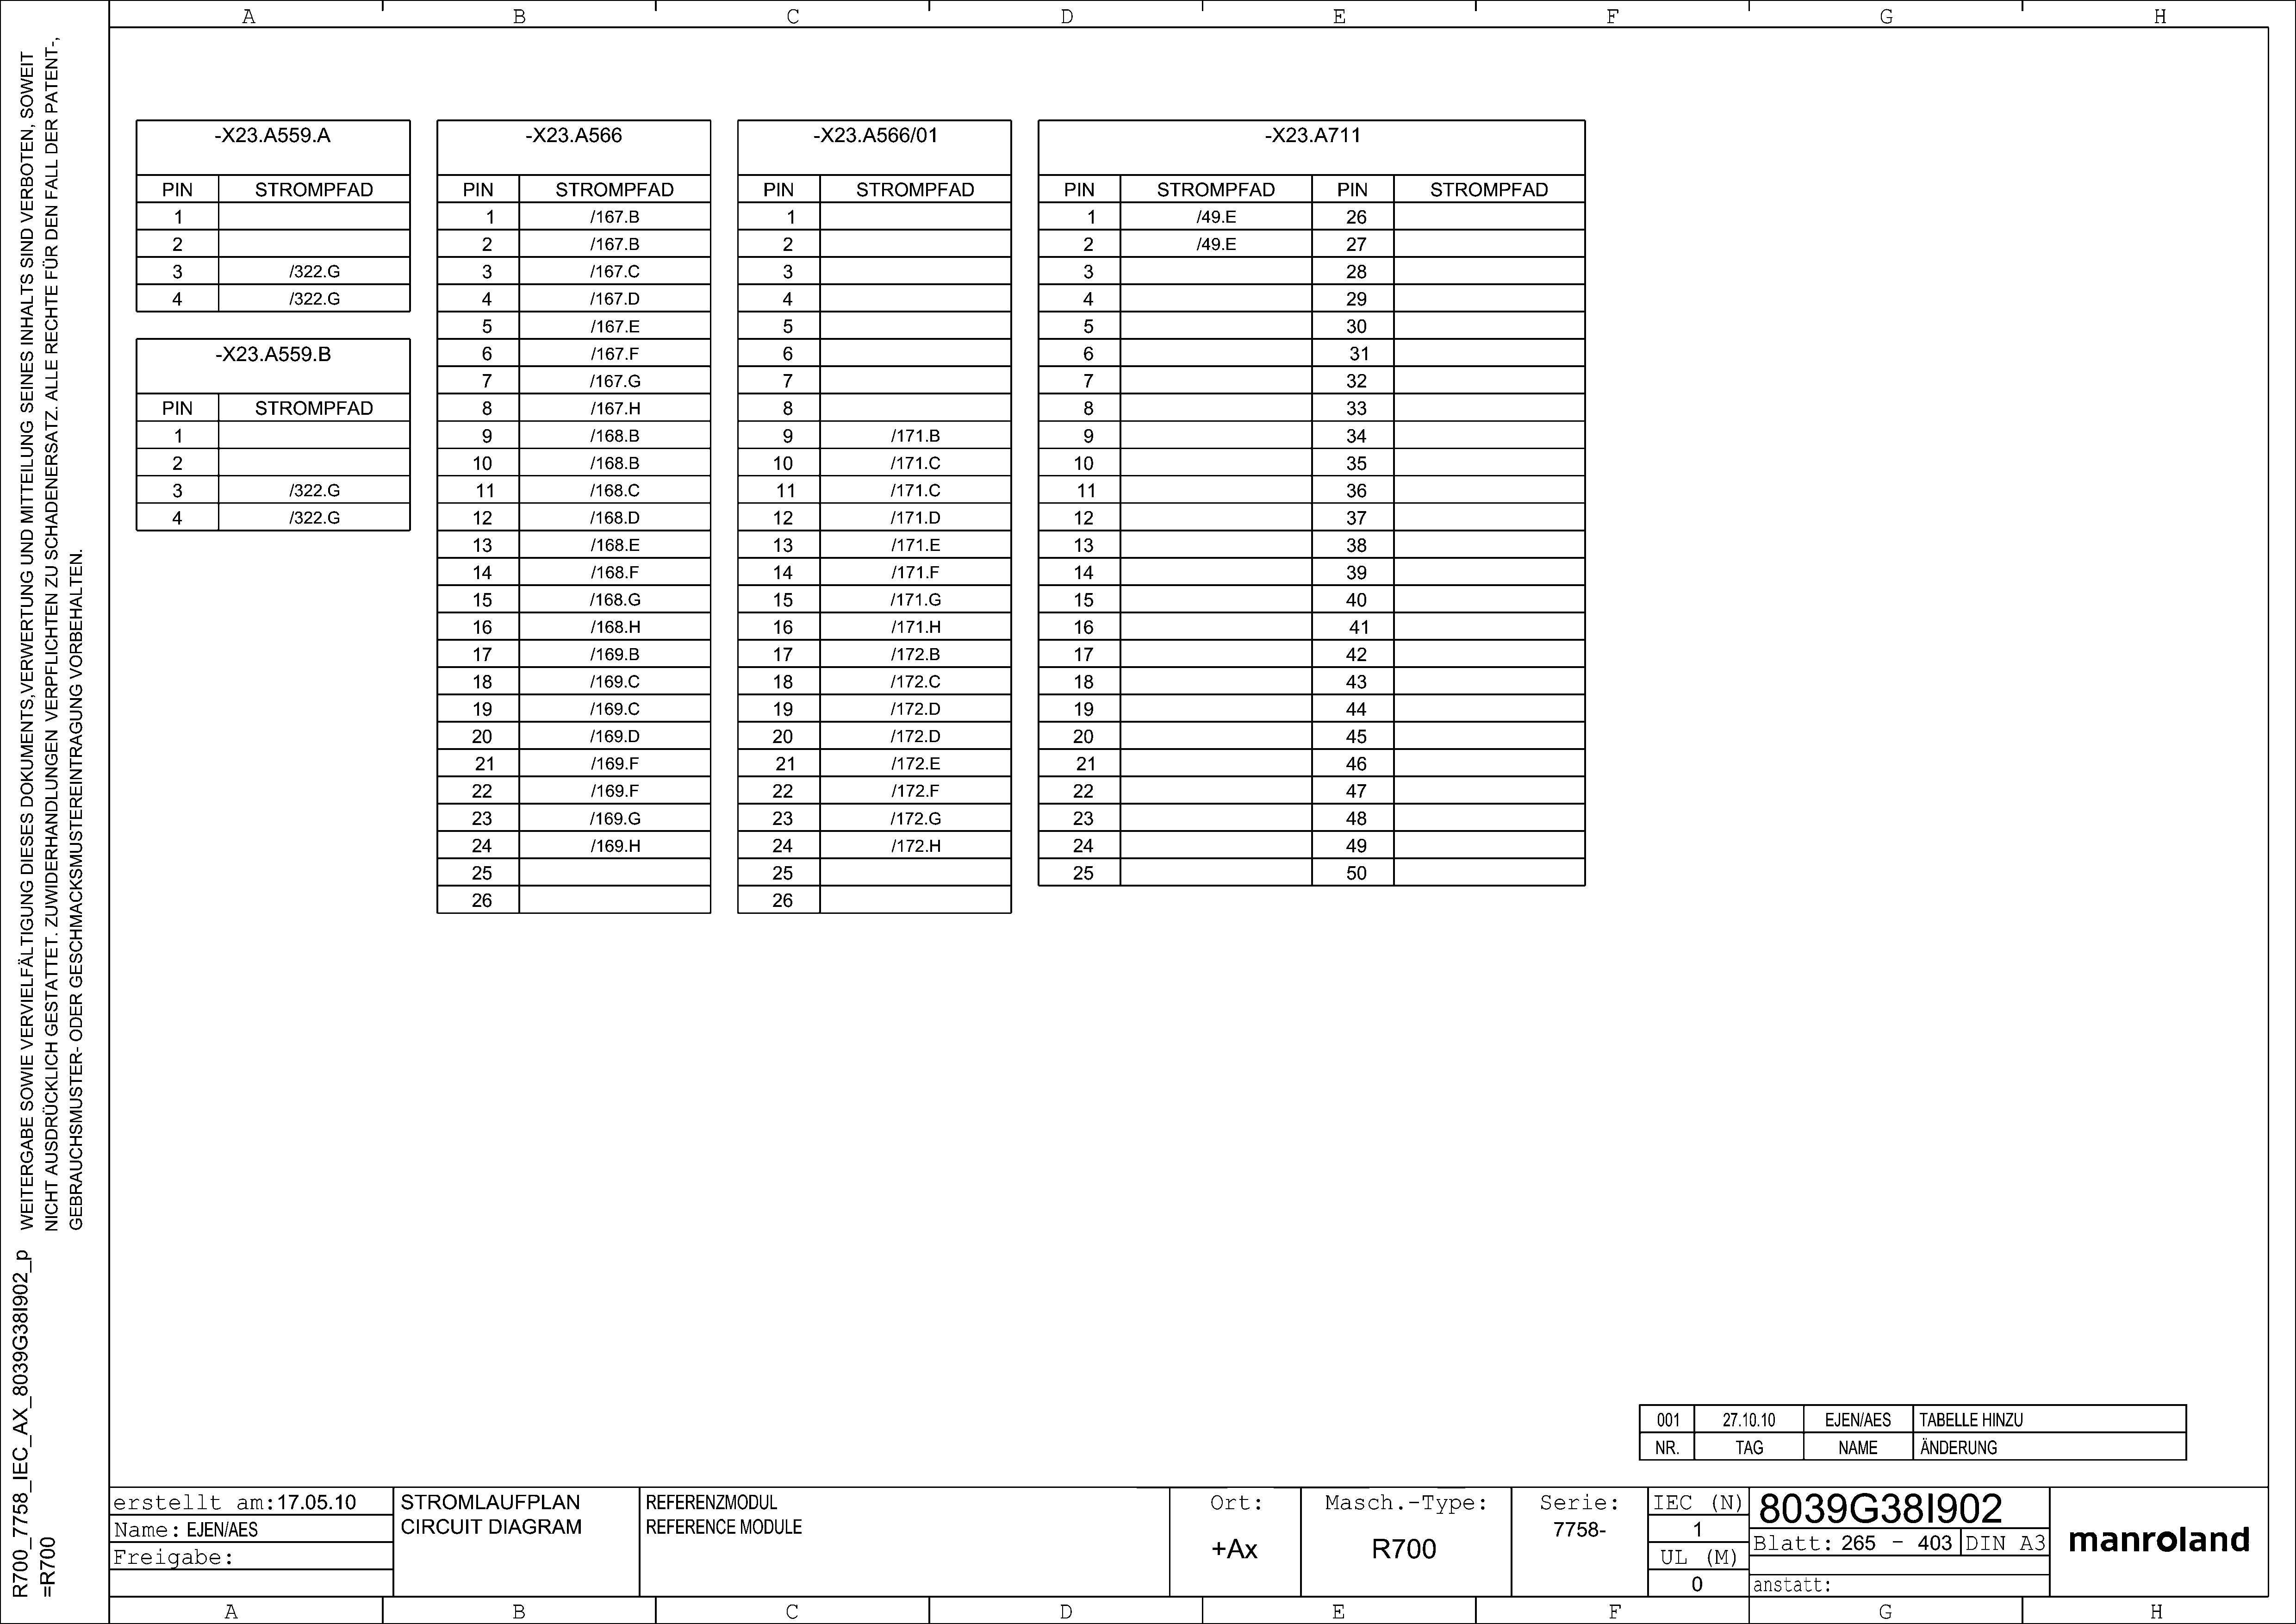 A B C D E F G H
WEITERGABE SOWIE VERVIELFÄLTIGUNG DIESES DOKUMENTS,VERWERTUNG UND MITTEILUNG SEINES INHALTS SIND VERBOTEN, SOWEIT
NICHT AUSDRÜCKLICH GESTATTET. ZUWIDERHANDLUNGEN VERPFLICHTEN ZU SCHADENERSATZ. ALLE RECHTE FÜR DEN FALL DER PATENT-,
GEBRAUCHSMUSTER- ODER GESCHMACKSMUSTEREINTRAGUNG VORBEHALTEN.
R700_7758_IEC_AX_8039G38I902_p
=R700
-X23.A559.A
PIN STROMPFAD
1
2
3 /322.G
4 /322.G
-X23.A559.B
PIN STROMPFAD
1
2
3 /322.G
4 /322.G
-X23.A566
PIN STROMPFAD
1 /167.B
2 /167.B
3 /167.C
4 /167.D
5 /167.E
6 /167.F
7 /167.G
8 /167.H
9 /168.B
10 /168.B
11 /168.C
12 /168.D
13 /168.E
14 /168.F
15 /168.G
16 /168.H
17 /169.B
18 /169.C
19 /169.C
20 /169.D
21 /169.F
22 /169.F
23 /169.G
24 /169.H
25
26
-X23.A566/01
PIN STROMPFAD
1
2
3
4
5
6
7
8
9 /171.B
10 /171.C
11 /171.C
12 /171.D
13 /171.E
14 /171.F
15 /171.G
16 /171.H
17 /172.B
18 /172.C
19 /172.D
20 /172.D
21 /172.E
22 /172.F
23 /172.G
24 /172.H
25
26
-X23.A711
PIN STROMPFAD PIN STROMPFAD
1 /49.E 26
2 /49.E 27
3 28
4 29
5 30
6 31
7 32
8 33
9 34
10 35
11 36
12 37
13 38
14 39
15 40
16 41
17 42
18 43
19 44
20 45
21 46
22 47
23 48
24 49
25 50
001 27.10.10 EJEN/AES TABELLE HINZU
NR. TAG NAME ÄNDERUNG
erstellt am:17.05.10
Name: EJEN/AES
Freigabe:
STROMLAUFPLAN
CIRCUIT DIAGRAM
REFERENZMODUL
REFERENCE MODULE
Ort:
+Ax
Masch.-Type:
R700
Serie:
7758-
IEC (N)
1
UL (M)
0
8039G38I902
Blatt: 265 - 403 DIN A3
anstatt:
manroland
A B C D E F G H